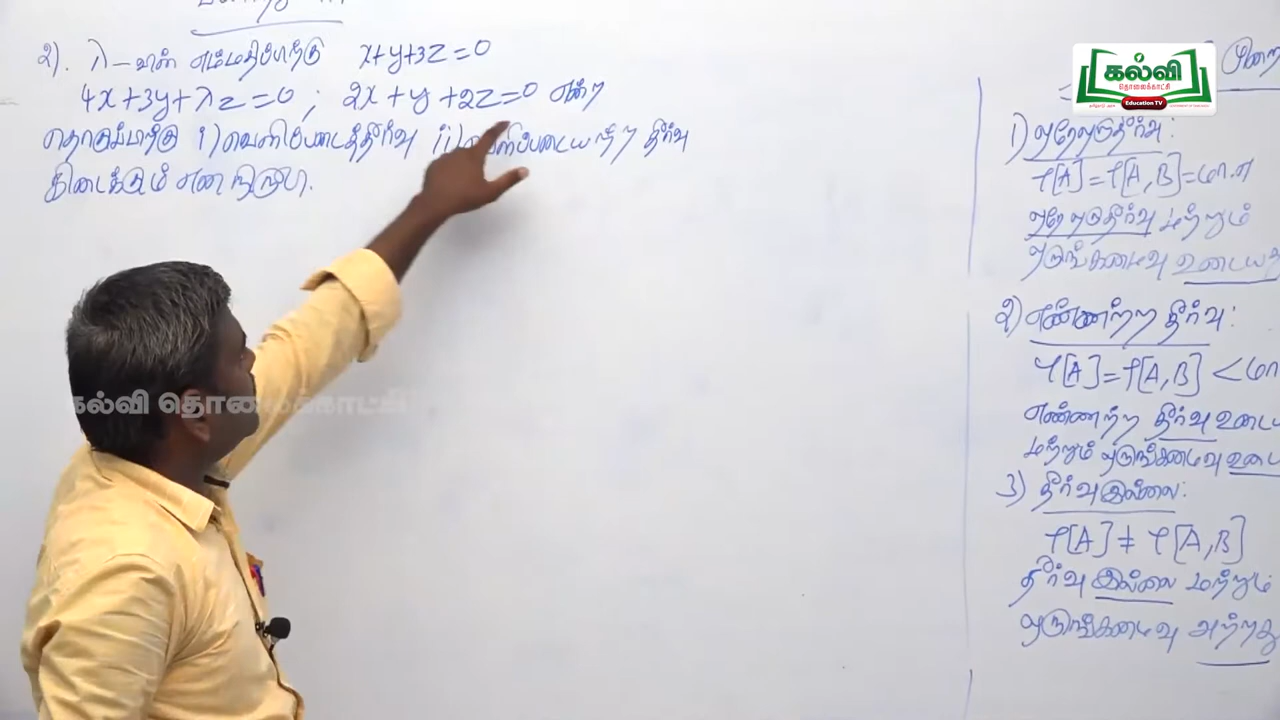 2). λ-வின் எம்மதிப்பிற்கு x+y+3z=0
4x+3y+λz=0 ; 2x+y+2z=0 என்ற
தொகுப்பிற்கு i) வெளிப்படைத்தீர்வு ii) வெளிப்படையற்ற தீர்வு
கிடைக்கும் என நிறுவு.
முறை
1) ஒரே ஒரு தீர்வு:
ρ[A]=ρ[A,B]=மா.எ
ஒரே ஒரு தீர்வு மற்றும்
ஒருங்கமைவு உடையது
2) எண்ணற்ற தீர்வு:
ρ[A]=ρ[A,B] < மா
எண்ணற்ற தீர்வு உடைய
மற்றும் ஒருங்கமைவு உடை
3) தீர்வு இல்லை:
ρ[A] ≠ ρ[A,B]
தீர்வு இல்லை மற்றும்
ஒருங்கமைவு அற்றது
கல்வி
தொலைக்காட்சி
Education TV
கல்வி தொலைக்காட்சி